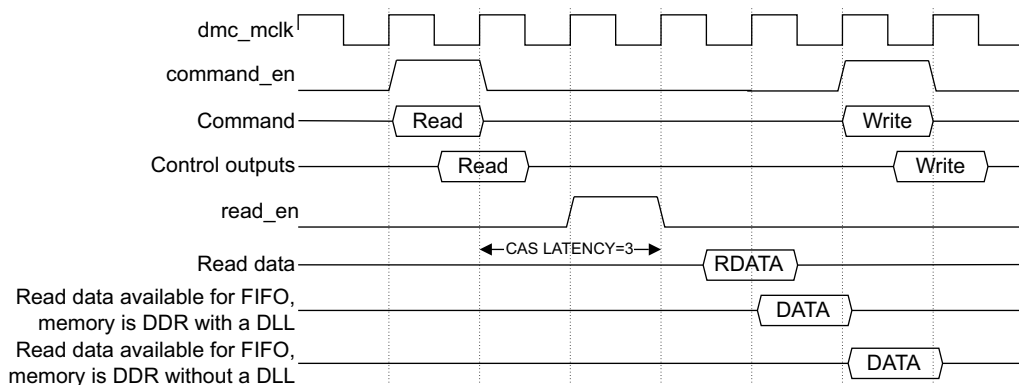 dmc_mclk
command_en
Command Read Write
Control outputs Read Write
read_en
CAS LATENCY=3
Read data RDATA
Read data available for FIFO,
memory is DDR with a DLL DATA
Read data available for FIFO,
memory is DDR without a DLL DATA